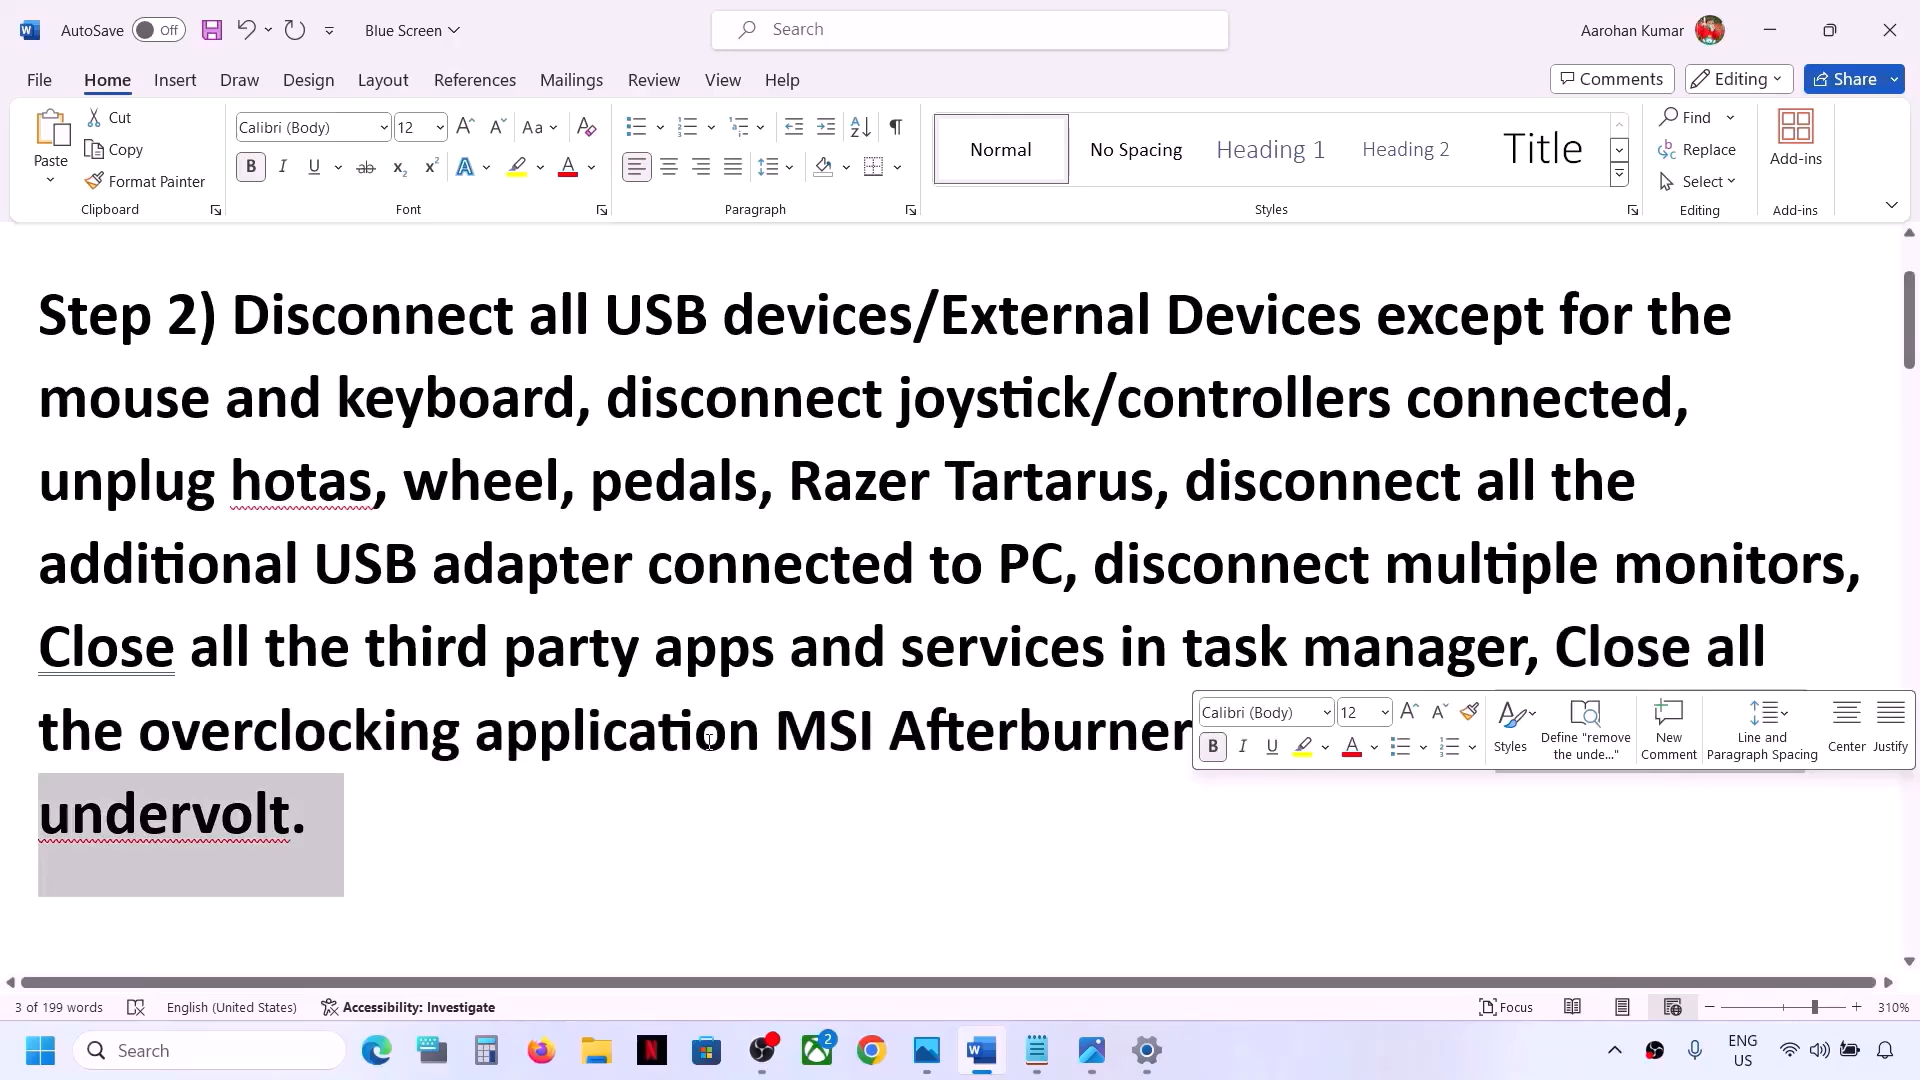 AutoSave
Off
Blue Screen
Search
Aarohan Kumar
File
Home
Insert
Draw
Design
Layout
References
Mailings
Review
View
Help
Comments
Editing
Share
Paste
Cut
Copy
Format Painter
Clipboard
Calibri (Body)
12
Font
Paragraph
Normal
No Spacing
Heading 1
Heading 2
Title
Styles
Find
Replace
Select
Editing
Add-ins
Add-ins
Step 2) Disconnect all USB devices/External Devices except for the
mouse and keyboard, disconnect joystick/controllers connected,
unplug hotas, wheel, pedals, Razer Tartarus, disconnect all the
additional USB adapter connected to PC, disconnect multiple monitors,
Close all the third party apps and services in task manager, Close all
the overclocking application MSI Afterburner
undervolt.
Calibri (Body)
12
Styles
Define "remove
the unde..."
New
Comment
Line and
Paragraph Spacing
Center
Justify
3 of 199 words
English (United States)
Accessibility: Investigate
Focus
310%
Search
2
ENG
US